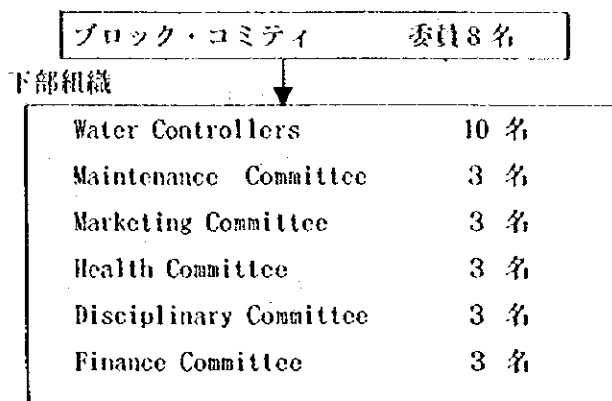 ブロック・コミティ 委員8名
下部組織
Water Controllers 10 名
Maintenance Committee 3 名
Marketing Committee 3 名
Health Committee 3 名
Disciplinary Committee 3 名
Finance Committee 3 名